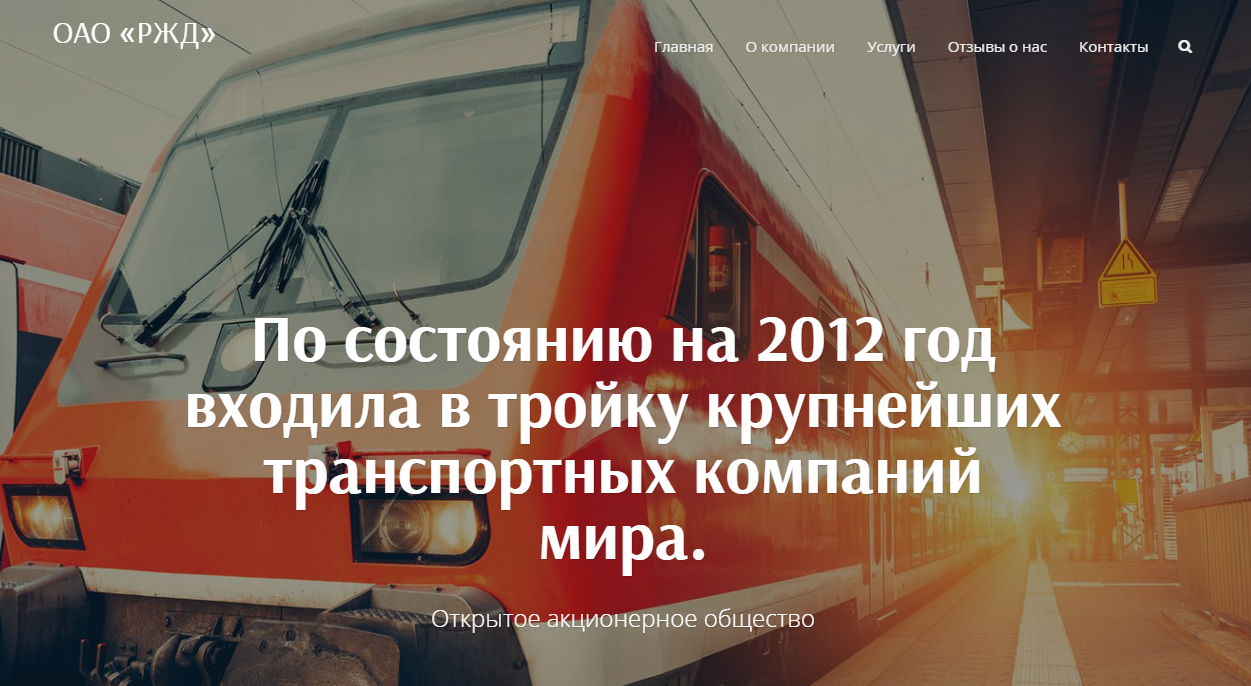 ОАО «РЖД»
Главная О компании Услуги Отзывы о нас Контакты
По состоянию на 2012 год
входила в тройку крупнейших
транспортных компаний
мира.
Открытое акционерное общество